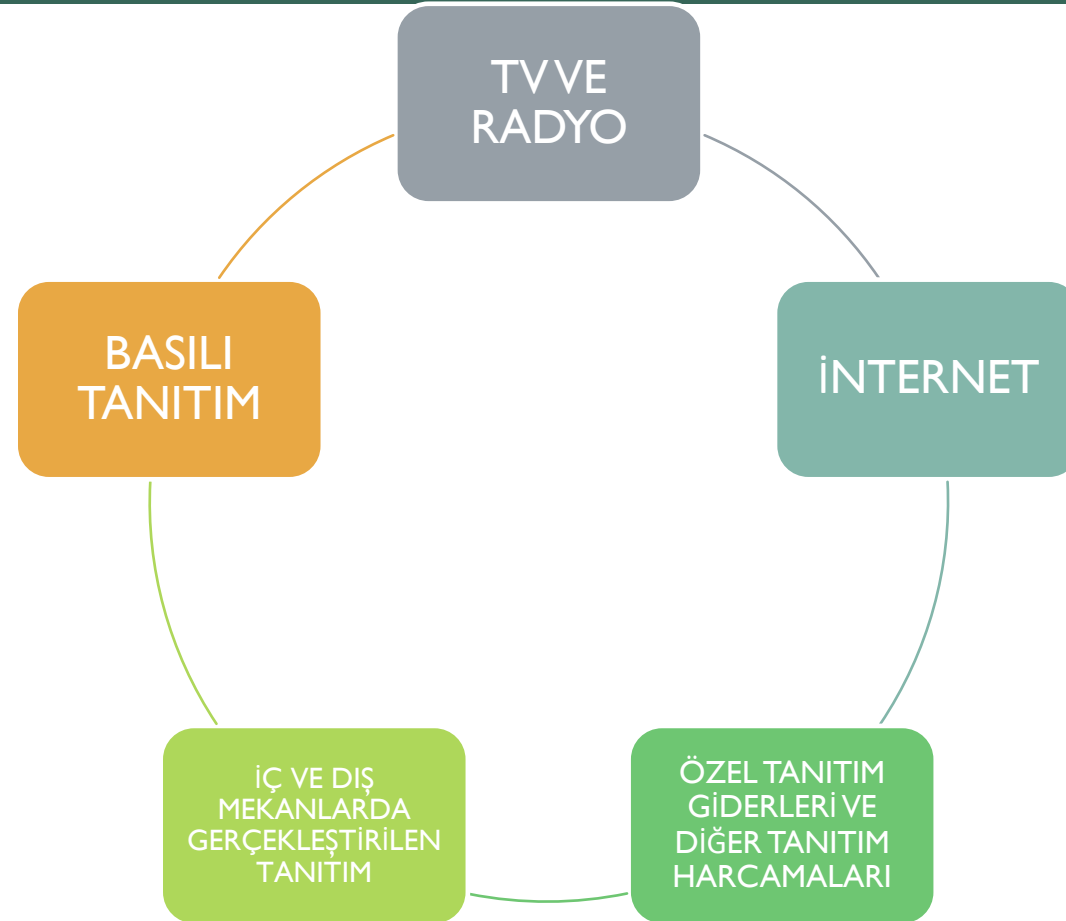 TV VE
RADYO
İNTERNET
ÖZEL TANITIM
GİDERLERİ VE
DİĞER TANITIM
HARCAMALARI
İÇ VE DIŞ
MEKANLARDA
GERÇEKLEŞTİRİLEN
TANITIM
BASILI
TANITIM